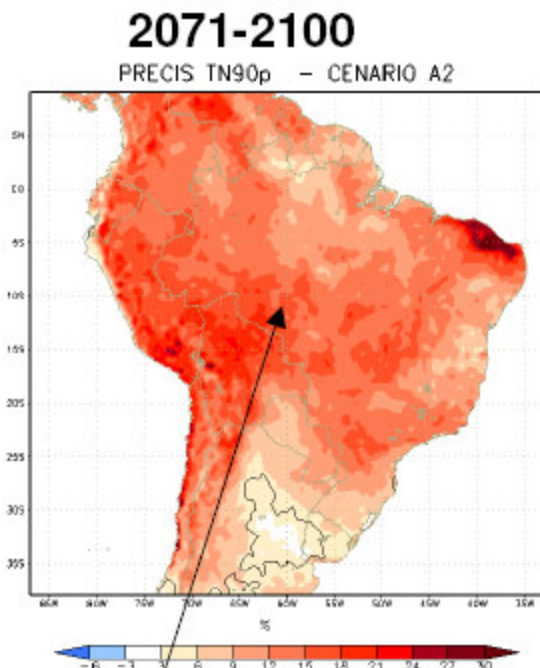 2071-2100
PRECIS TN90p - CENARIO A2
5N
EQ
5S
10S
15S
20S
25S
30S
35S
85W 80W 75W 70W 65W 60W 55W 50W 45W 40W 35W
-6 -3 3 6 9 12 15 18 21 24 27 30